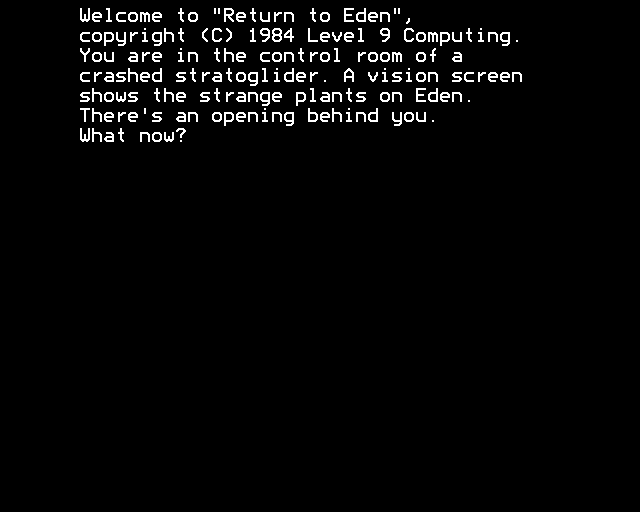 Welcome to "Return to Eden",
copyright (C) 1984 Level 9 Computing.
You are in the control room of a
crashed stratoglider. A vision screen
shows the strange plants on Eden.
There's an opening behind you.
What now?